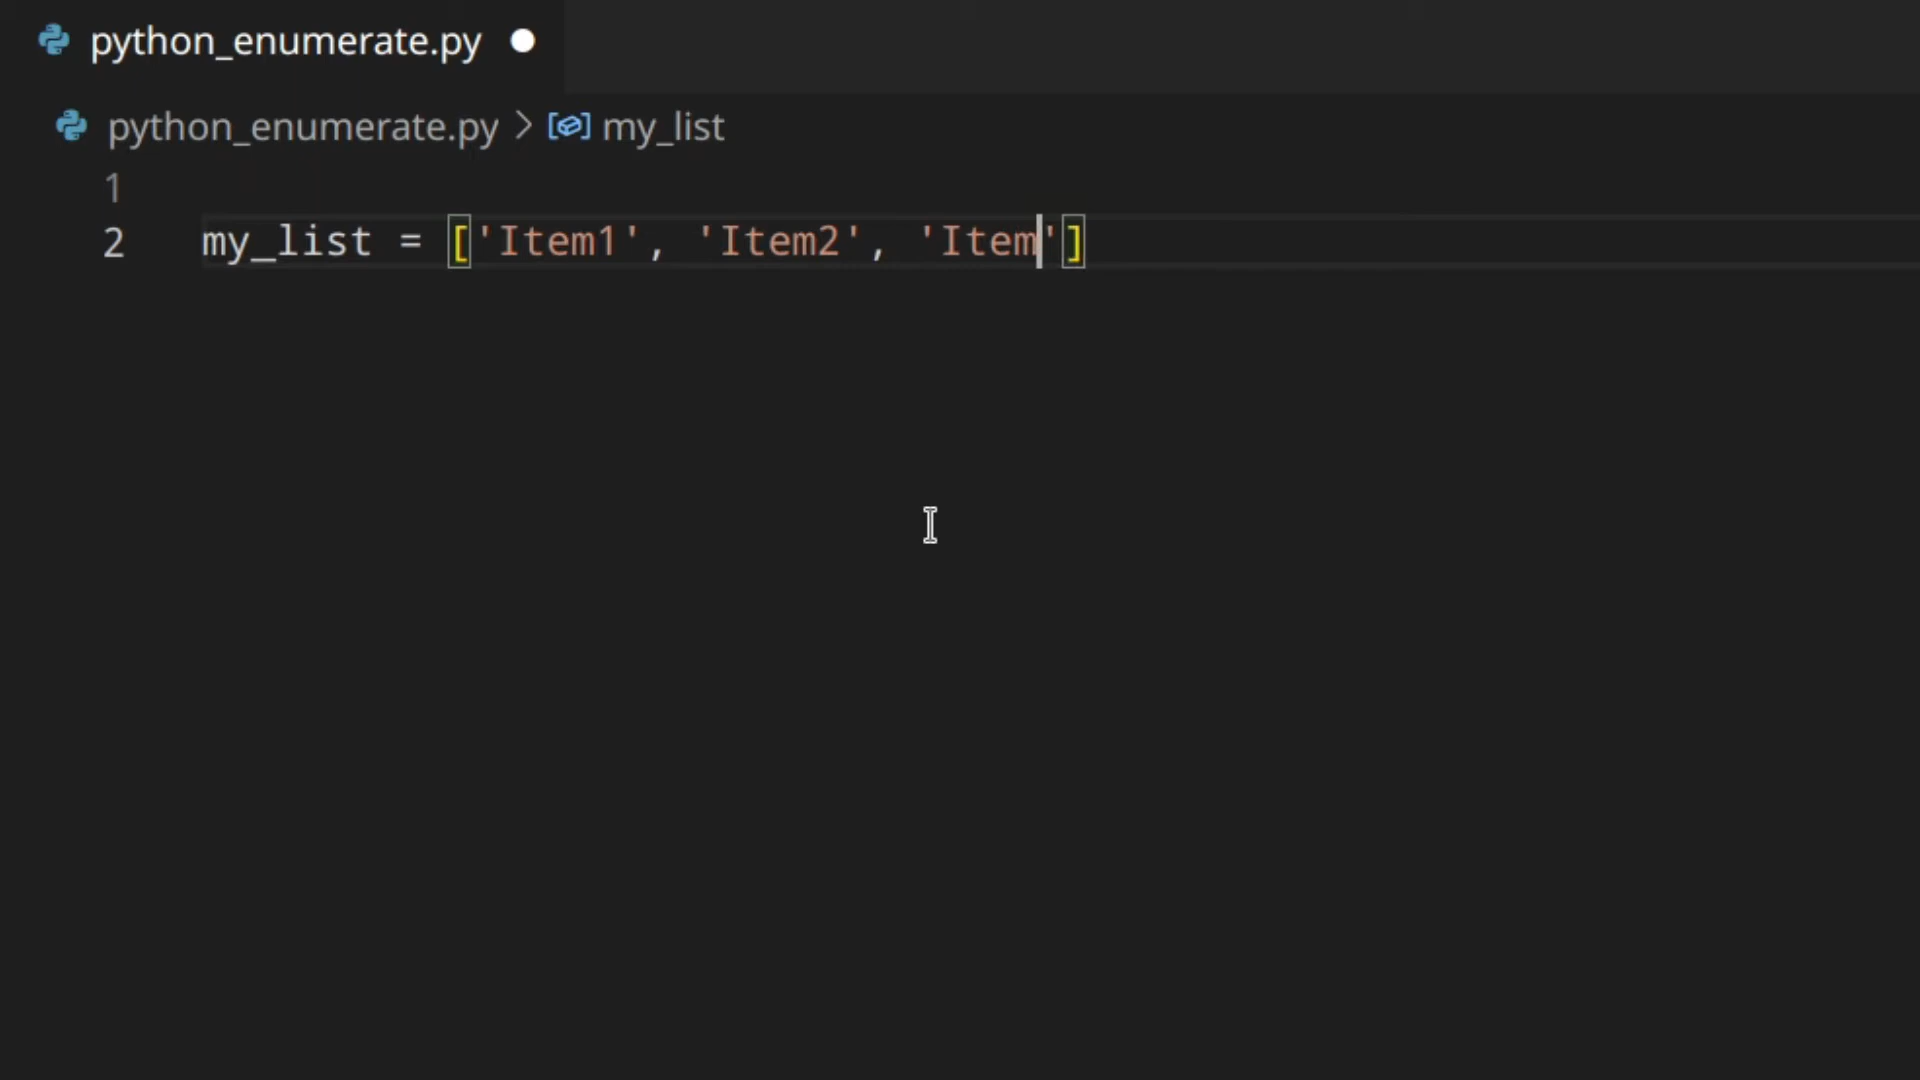 python_enumerate.py
python_enumerate.py > my_list
1
2 my_list = ['Item1', 'Item2', 'Item']